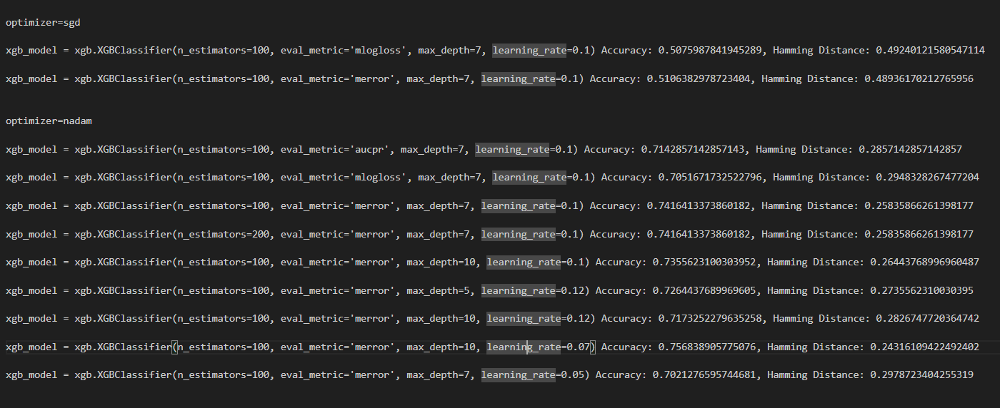 optimizer=sgd
xgb_model = xgb.XGBClassifier(n_estimators=100, eval_metric='mlogloss', max_depth=7, learning_rate=0.1) Accuracy: 0.5075987841945289, Hamming Distance: 0.49240121580547114
xgb_model = xgb.XGBClassifier(n_estimators=100, eval_metric='merror', max_depth=7, learning_rate=0.1) Accuracy: 0.5106382978723404, Hamming Distance: 0.48936170212765956
optimizer=nadam
xgb_model = xgb.XGBClassifier(n_estimators=100, eval_metric='aucpr', max_depth=7, learning_rate=0.1) Accuracy: 0.7142857142857143, Hamming Distance: 0.2857142857142857
xgb_model = xgb.XGBClassifier(n_estimators=100, eval_metric='mlogloss', max_depth=7, learning_rate=0.1) Accuracy: 0.7051671732522796, Hamming Distance: 0.2948328267477204
xgb_model = xgb.XGBClassifier(n_estimators=100, eval_metric='merror', max_depth=7, learning_rate=0.1) Accuracy: 0.7416413373860182, Hamming Distance: 0.25835866261398177
xgb_model = xgb.XGBClassifier(n_estimators=200, eval_metric='merror', max_depth=7, learning_rate=0.1) Accuracy: 0.7416413373860182, Hamming Distance: 0.25835866261398177
xgb_model = xgb.XGBClassifier(n_estimators=100, eval_metric='merror', max_depth=10, learning_rate=0.1) Accuracy: 0.7355623100303952, Hamming Distance: 0.26443768996960487
xgb_model = xgb.XGBClassifier(n_estimators=100, eval_metric='merror', max_depth=5, learning_rate=0.12) Accuracy: 0.7264437689969605, Hamming Distance: 0.2735562310030395
xgb_model = xgb.XGBClassifier(n_estimators=100, eval_metric='merror', max_depth=10, learning_rate=0.12) Accuracy: 0.7173252279635258, Hamming Distance: 0.2826747720364742
xgb_model = xgb.XGBClassifier(n_estimators=100, eval_metric='merror', max_depth=10, learning_rate=0.07) Accuracy: 0.756838905775076, Hamming Distance: 0.24316109422492402
xgb_model = xgb.XGBClassifier(n_estimators=100, eval_metric='merror', max_depth=7, learning_rate=0.05) Accuracy: 0.7021276595744681, Hamming Distance: 0.2978723404255319